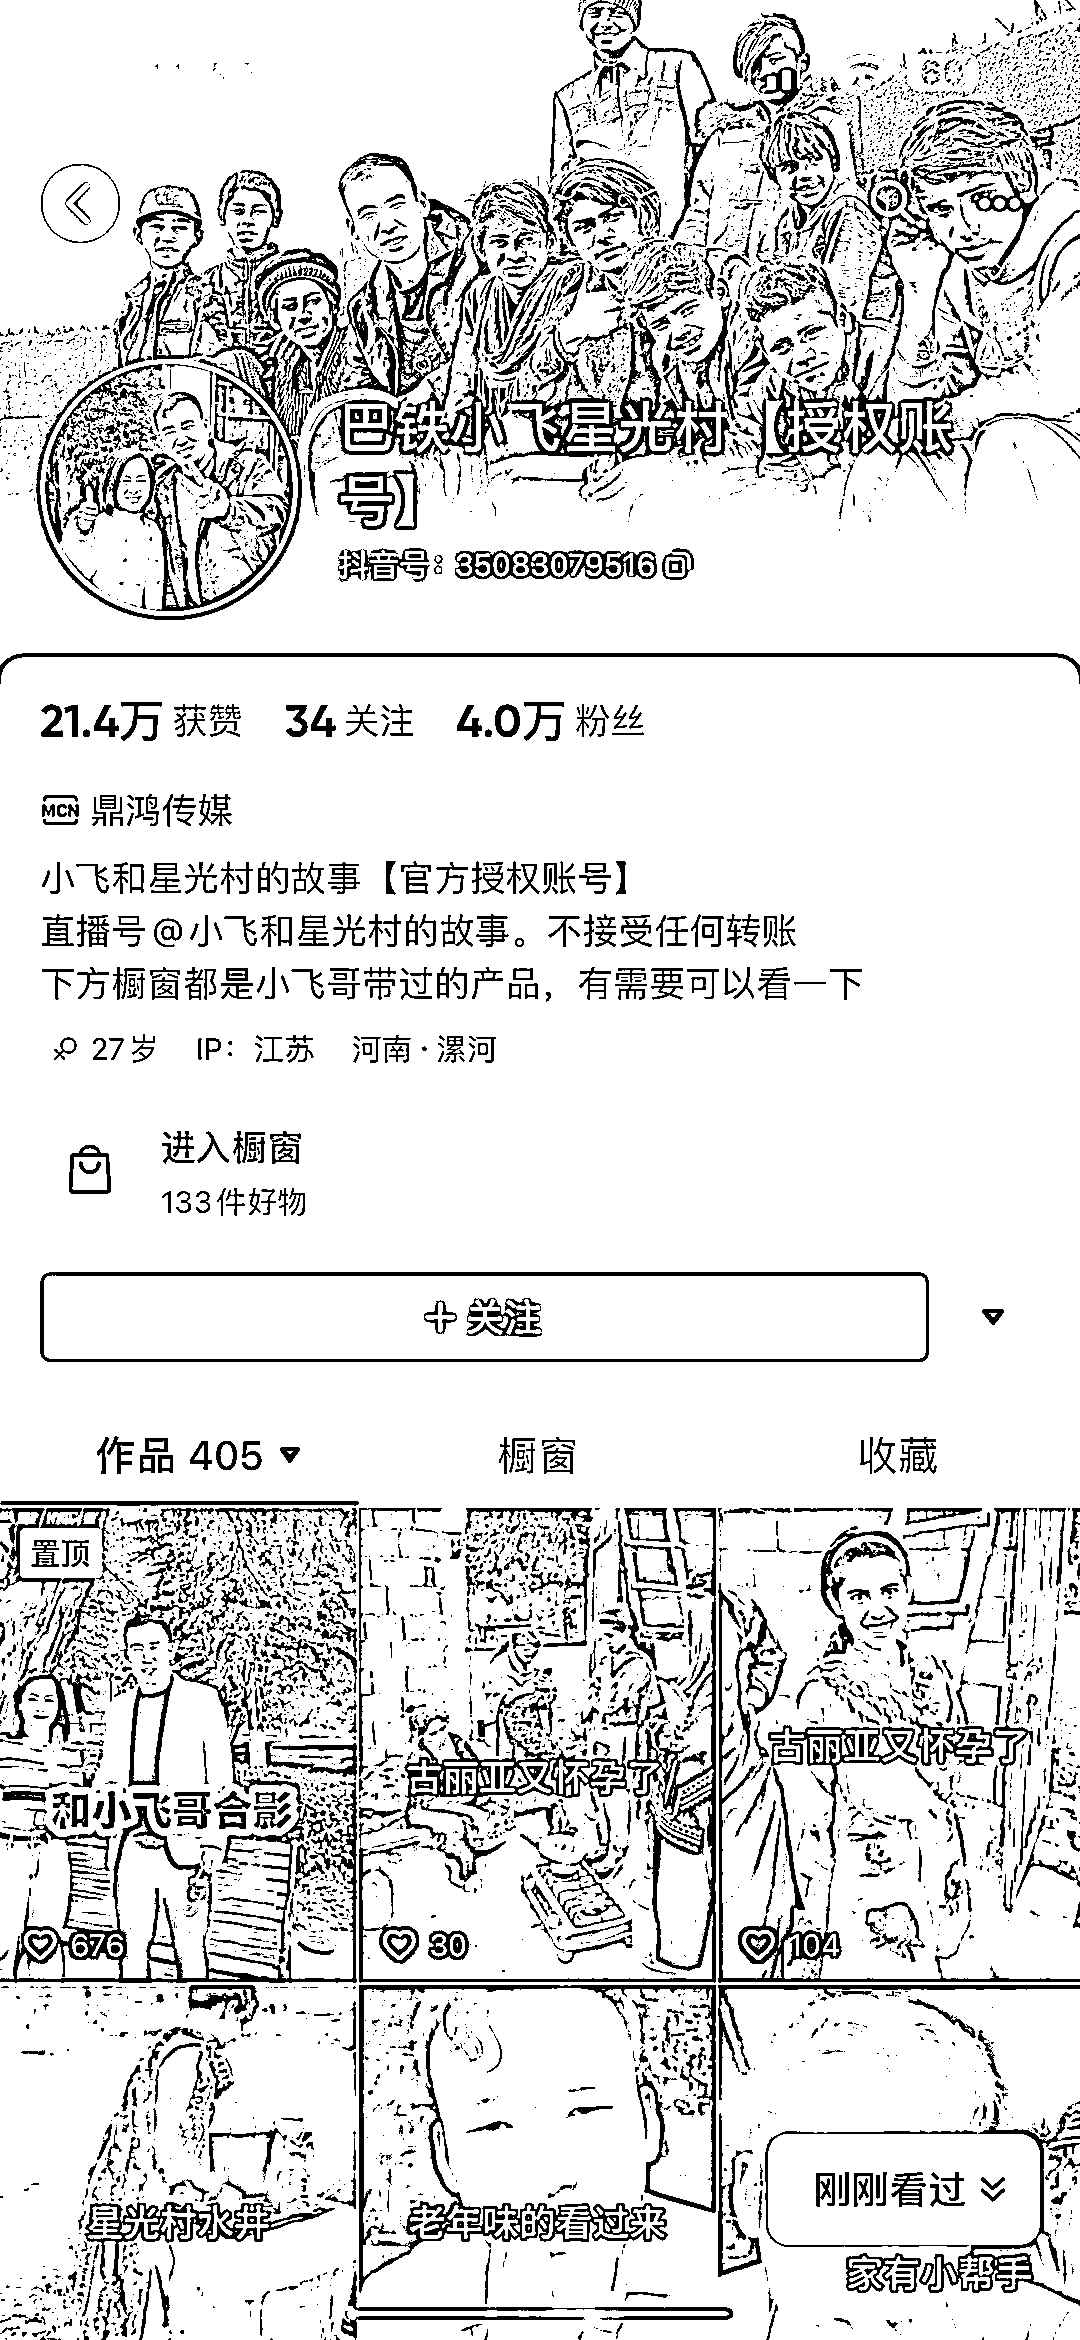 60
巴铁小飞星光村【授权账
号】
抖音号：35083079516
21.4万 获赞 34 关注 4.0万 粉丝
MCN 鼎鸿传媒
小飞和星光村的故事【官方授权账号】
直播号@小飞和星光村的故事。不接受任何转账
下方橱窗都是小飞哥带过的产品，有需要可以看一下
27岁 IP：江苏 河南·漯河
进入橱窗
133件好物
+ 关注
作品 405 橱窗 收藏
置顶
和小飞哥合影
676
古丽亚又怀孕了
30
古丽亚又怀孕了
104
星光村水井
老年味的看过来
刚刚看过
家有小帮手